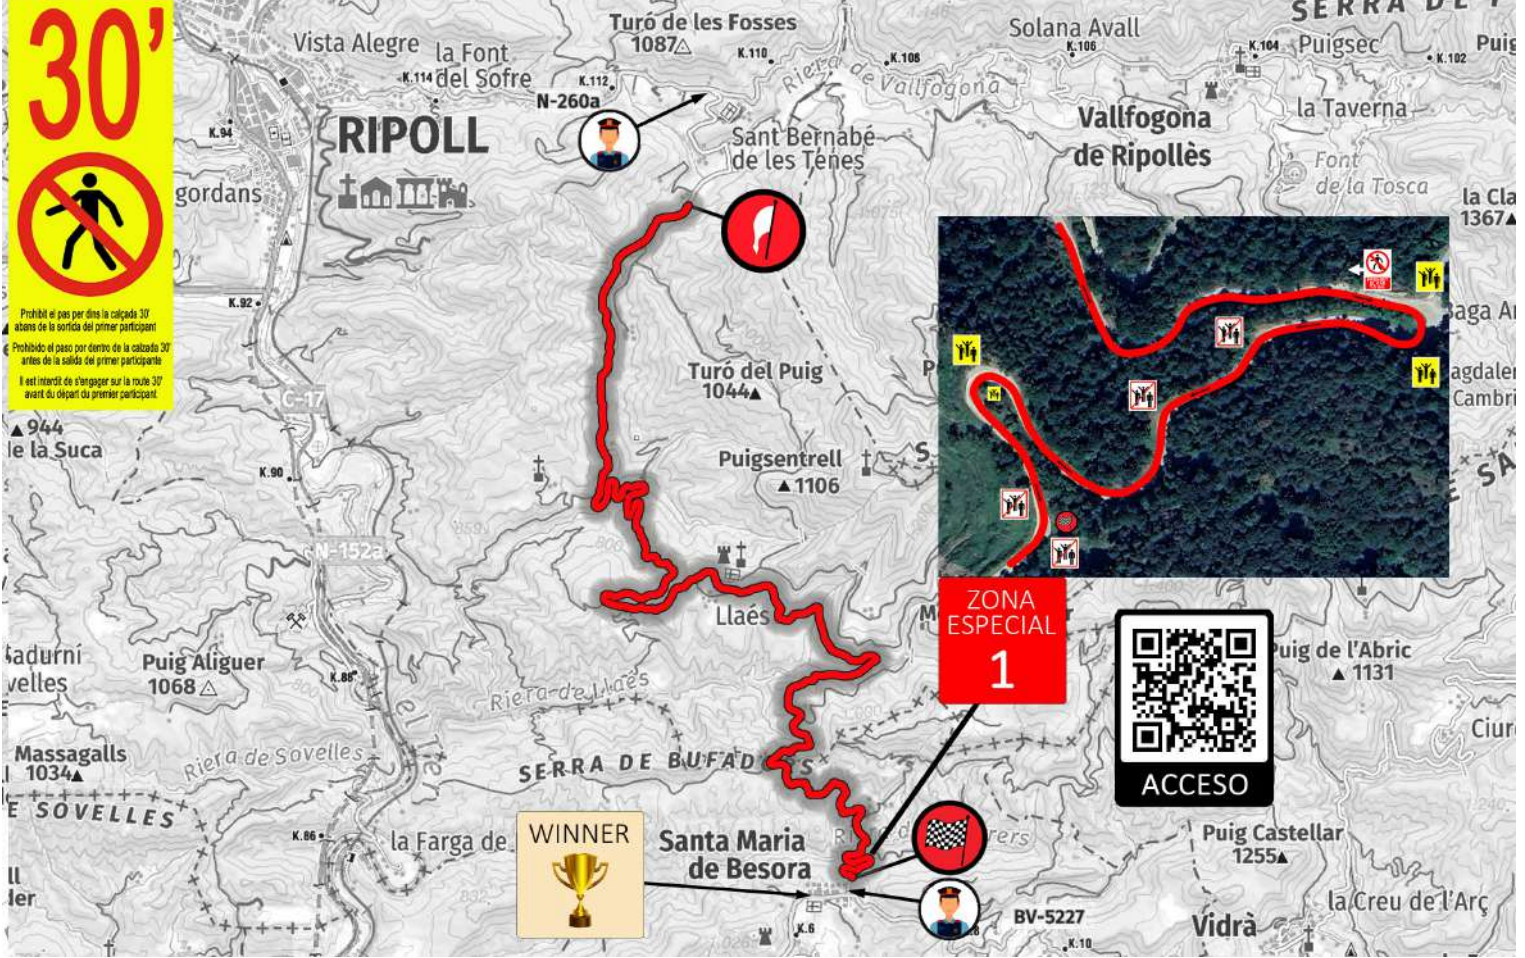 30'
Prohibit el pas per dins la calçada 30'
abans de la sortida del primer participant
Prohibido el paso por dentro de la calzada 30'
antes de la salida del primer participante
Il est interdit de s'engager sur la route 30'
avant du départ du premier participant
SERRA DE
Vista Alegre
la Font
del Sofre
K.114
Turó de les Fosses
1087
K.112
K.110
K.108
Solana Avall
K.106
K.104
Puigsec
K.102
N-260a
Riera de Vallfogona
K.94
RIPOLL
Sant Bernabé
de les Tenes
Vallfogona
de Ripollès
la Taverna
Font
de la Tosca
gordans
1367
K.92
C-17
Turó del Puig
1044
944
de la Suca
K.90
Puigsentrell
1106
N-152a
Llaés
ZONA
ESPECIAL
1
Puig Aliguer
1068
K.88
Riera de Llaés
Puig de l'Abric
1131
ACCESO
Massagalls
1034
Riera de Sovelles
SERRA DE BUFAD
E SOVELLES
K.86
la Farga de
WINNER
Santa Maria
de Besora
Puig Castellar
1255
la Creu de l'Arç
BV-5227
Vidrà
K.6
K.10